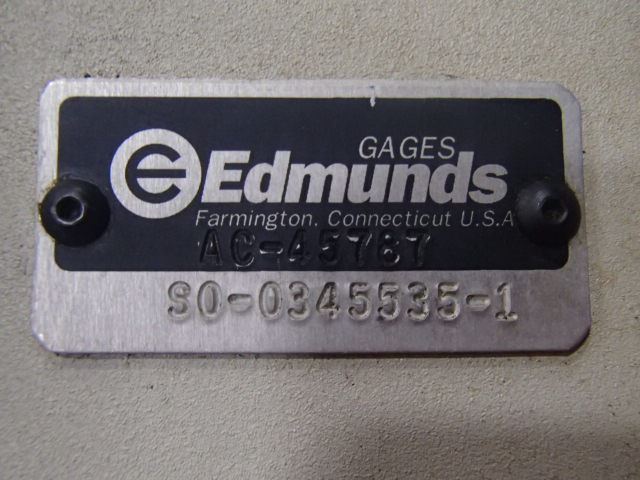 GAGES
Edmunds
Farmington. Connecticut U.S.A
AC-45787
SO-0345535-1